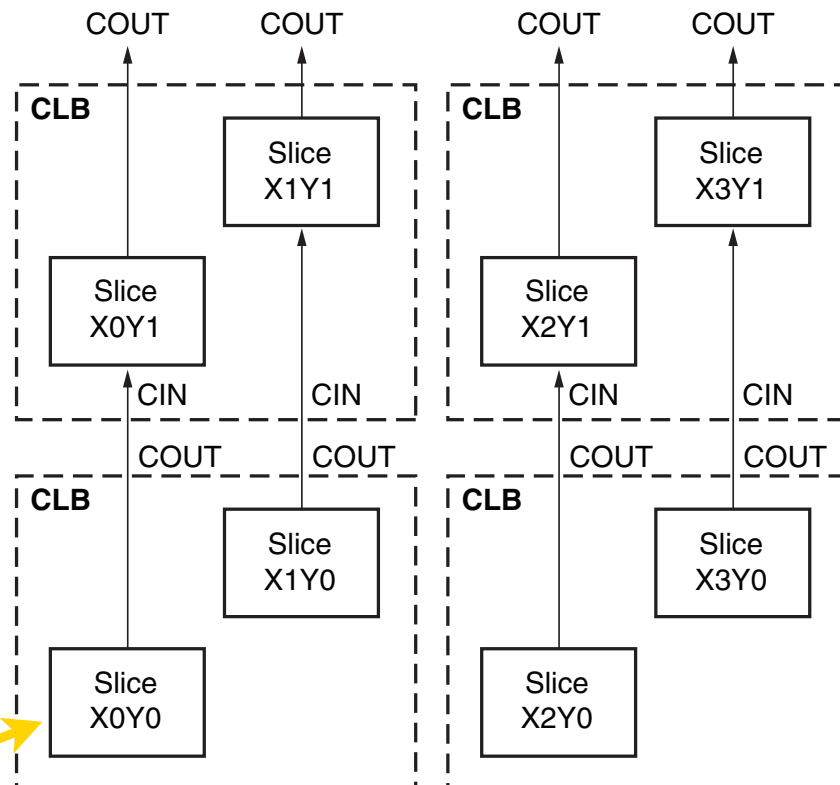 COUT COUT COUT COUT
CLB CLB
Slice
X1Y1
Slice
X3Y1
Slice
X0Y1
Slice
X2Y1
CIN CIN CIN CIN
COUT COUT COUT COUT
CLB CLB
Slice
X1Y0
Slice
X3Y0
Slice
X0Y0
Slice
X2Y0